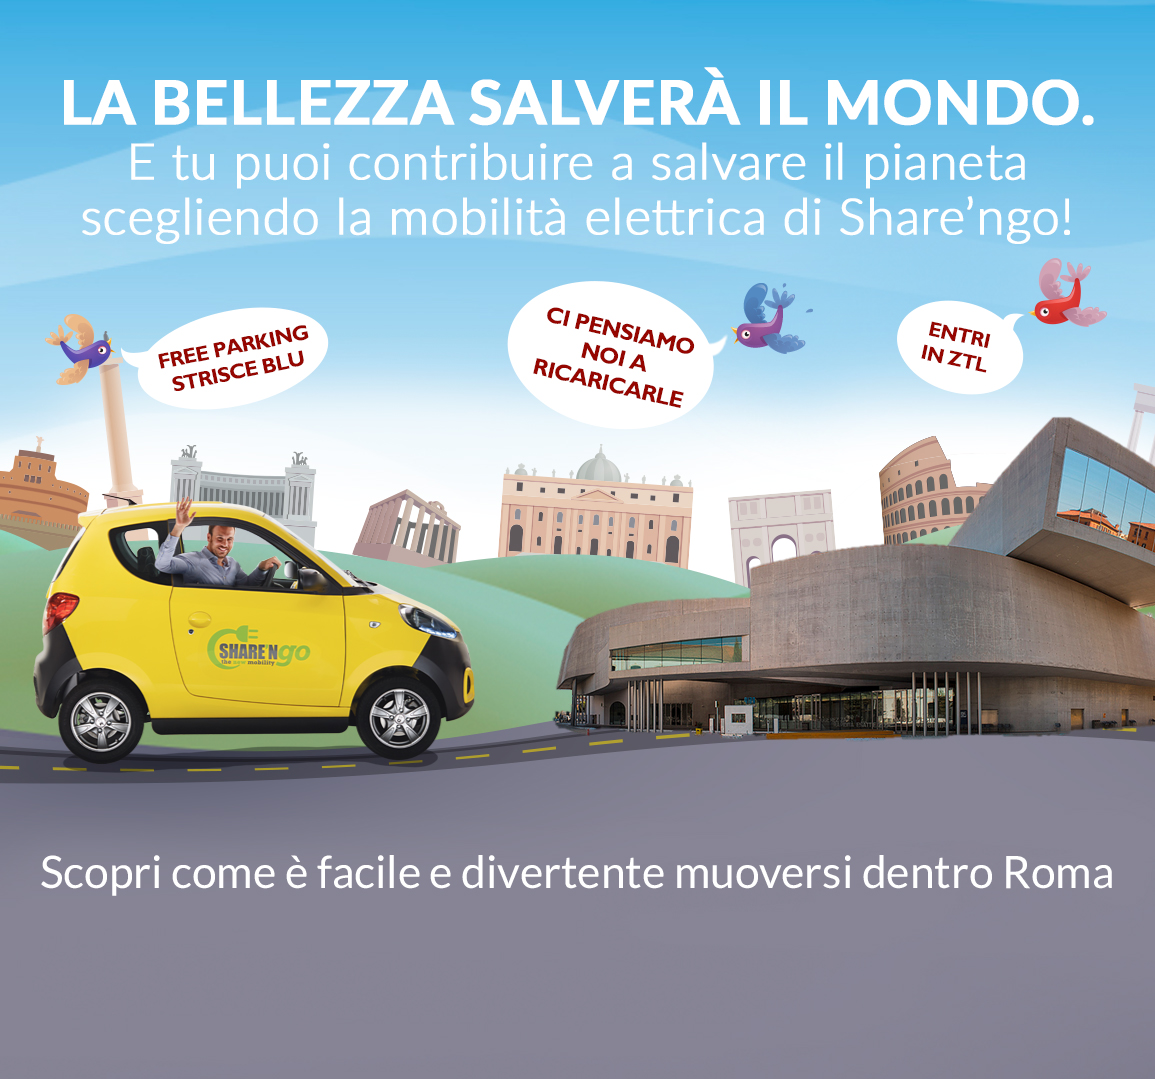 LA BELLEZZA SALVERÀ IL MONDO.
E tu puoi contribuire a salvare il pianeta
scegliendo la mobilità elettrica di Share’ngo!
FREE PARKING
STRISCE BLU
CI PENSIAMO
NOI A
RICARICARLE
ENTRI
IN ZTL
SHARE'N go
the new mobility
Scopri come è facile e divertente muoversi dentro Roma